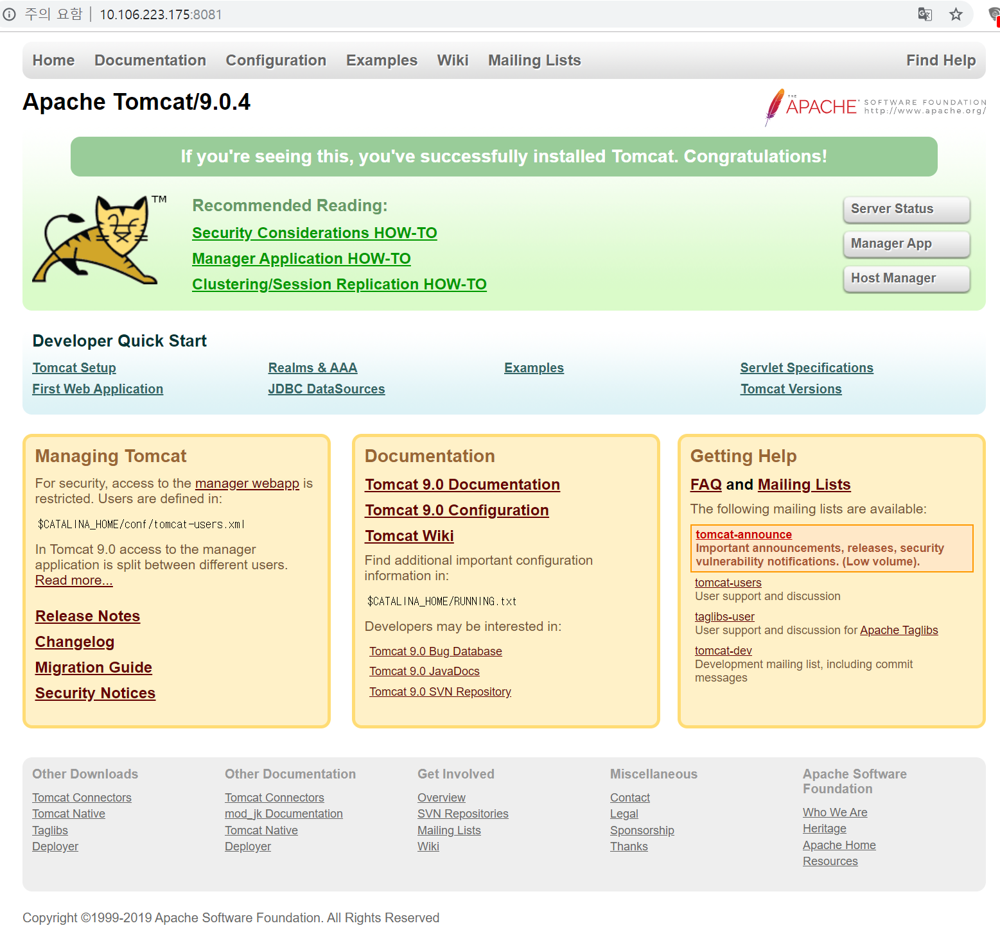 주의 요함 | 10.106.223.175:8081
Home Documentation Configuration Examples Wiki Mailing Lists Find Help
Apache Tomcat/9.0.4
THE APACHE® SOFTWARE FOUNDATION
http://www.apache.org/
If you're seeing this, you've successfully installed Tomcat. Congratulations!
TM
Recommended Reading:
Security Considerations HOW-TO
Manager Application HOW-TO
Clustering/Session Replication HOW-TO
Server Status
Manager App
Host Manager
Developer Quick Start
Tomcat Setup
First Web Application
Realms & AAA
JDBC DataSources
Examples
Servlet Specifications
Tomcat Versions
Managing Tomcat
For security, access to the manager webapp is
restricted. Users are defined in:
$CATALINA_HOME/conf/tomcat-users.xml
In Tomcat 9.0 access to the manager
application is split between different users.
Read more...
Release Notes
Changelog
Migration Guide
Security Notices
Documentation
Tomcat 9.0 Documentation
Tomcat 9.0 Configuration
Tomcat Wiki
Find additional important configuration
information in:
$CATALINA_HOME/RUNNING.txt
Developers may be interested in:
Tomcat 9.0 Bug Database
Tomcat 9.0 JavaDocs
Tomcat 9.0 SVN Repository
Getting Help
FAQ and Mailing Lists
The following mailing lists are available:
tomcat-announce
Important announcements, releases, security
vulnerability notifications. (Low volume).
tomcat-users
User support and discussion
taglibs-user
User support and discussion for Apache Taglibs
tomcat-dev
Development mailing list, including commit
messages
Other Downloads
Tomcat Connectors
Tomcat Native
Taglibs
Deployer
Other Documentation
Tomcat Connectors
mod_jk Documentation
Tomcat Native
Deployer
Get Involved
Overview
SVN Repositories
Mailing Lists
Wiki
Miscellaneous
Contact
Legal
Sponsorship
Thanks
Apache Software
Foundation
Who We Are
Heritage
Apache Home
Resources
Copyright ©1999-2019 Apache Software Foundation. All Rights Reserved